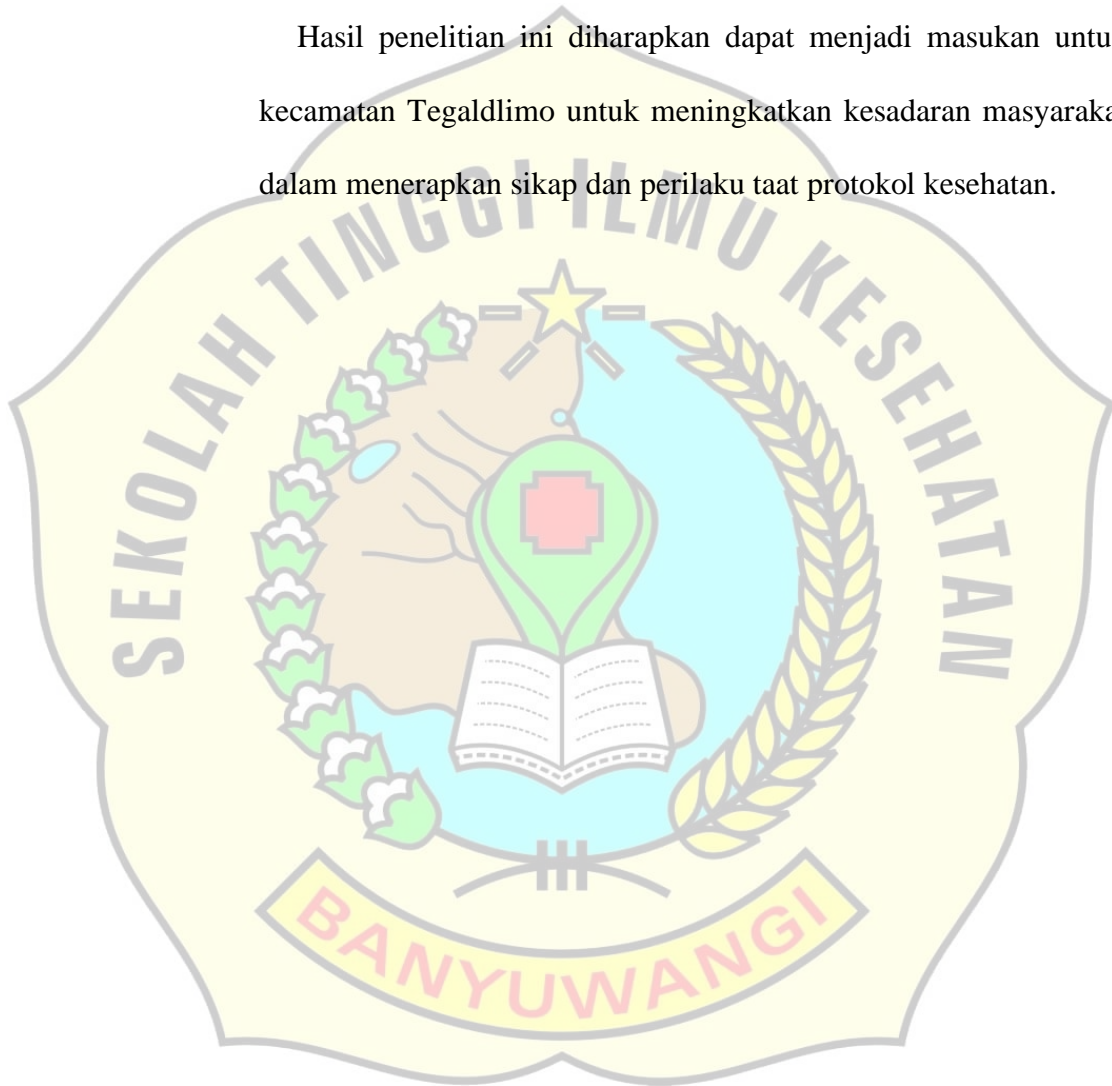 Hasil penelitian ini diharapkan dapat menjadi masukan untu
kecamatan Tegaldlimo untuk meningkatkan kesadaran masyaraka
dalam menerapkan sikap dan perilaku taat protokol kesehatan.
SEKOLAH TINGGI ILMU KESEHATAN
BANYUWANGI